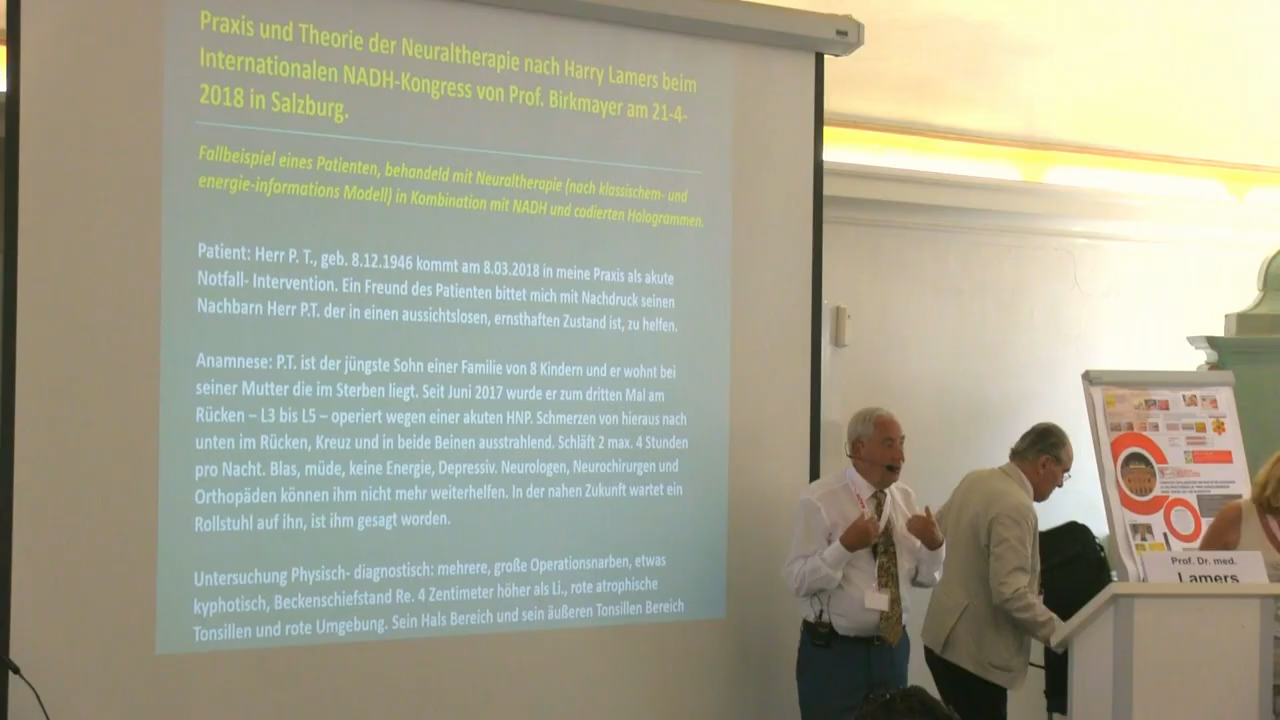 Praxis und Theorie der Neuraltherapie nach Harry Lamers beim
Internationalen NADH-Kongress von Prof. Birkmayer am 21-4-
2018 in Salzburg.
Fallbeispiel eines Patienten, behandeld mit Neuraltherapie (nach klassischem- und
energie-informations Modell) in Kombination mit NADH und codierten Hologrammen.
Patient: Herr P. T., geb. 8.12.1946 kommt am 8.03.2018 in meine Praxis als akute
Notfall- Intervention. Ein Freund des Patienten bittet mich mit Nachdruck seinen
Nachbarn Herr P.T. der in einen aussichtslosen, ernsthaften Zustand ist, zu helfen.
Anamnese: P.T. ist der jüngste Sohn einer Familie von 8 Kindern und er wohnt bei
seiner Mutter die im Sterben liegt. Seit Juni 2017 wurde er zum dritten Mal am
Rücken – L3 bis L5 – operiert wegen einer akuten HNP. Schmerzen von hieraus nach
unten im Rücken, Kreuz und in beide Beinen ausstrahlend. Schläft 2 max. 4 Stunden
pro Nacht. Blas, müde, keine Energie, Depressiv. Neurologen, Neurochirurgen und
Orthopäden können ihm nicht mehr weiterhelfen. In der nahen Zukunft wartet ein
Rollstuhl auf ihn, ist ihm gesagt worden.
Untersuchung Physisch- diagnostisch: mehrere, große Operationsnarben, etwas
kyphotisch, Beckenschiefstand Re. 4 Zentimeter höher als Li., rote atrophische
Tonsillen und rote Umgebung. Sein Hals Bereich und sein äußeren Tonsillen Bereich
Prof. Dr. med.
Lamers